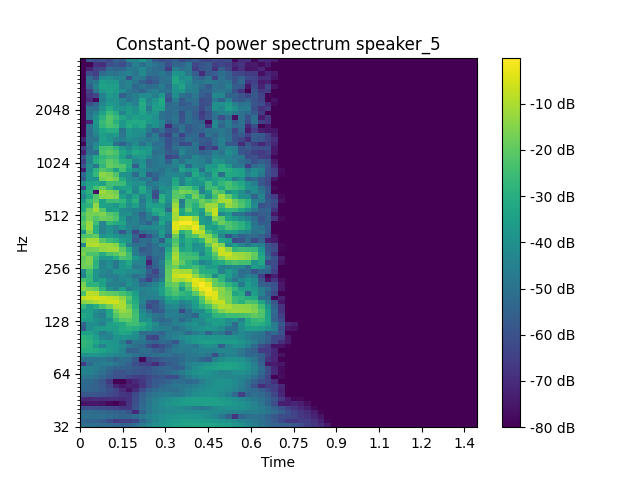 Constant-Q power spectrum speaker_5
Hz
2048
1024
512
256
128
64
32
0 0.15 0.3 0.45 0.6 0.75 0.9 1.1 1.2 1.4
Time
-10 dB
-20 dB
-30 dB
-40 dB
-50 dB
-60 dB
-70 dB
-80 dB